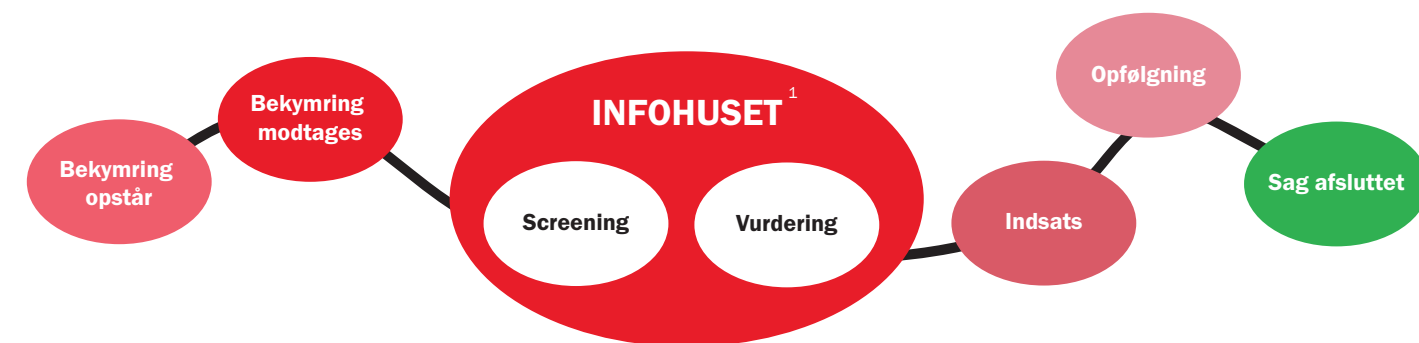 Bekymring
opstår
Bekymring
modtages
INFOHUSET 1
Screening
Vurdering
Indsats
Opfølgning
Sag afsluttet